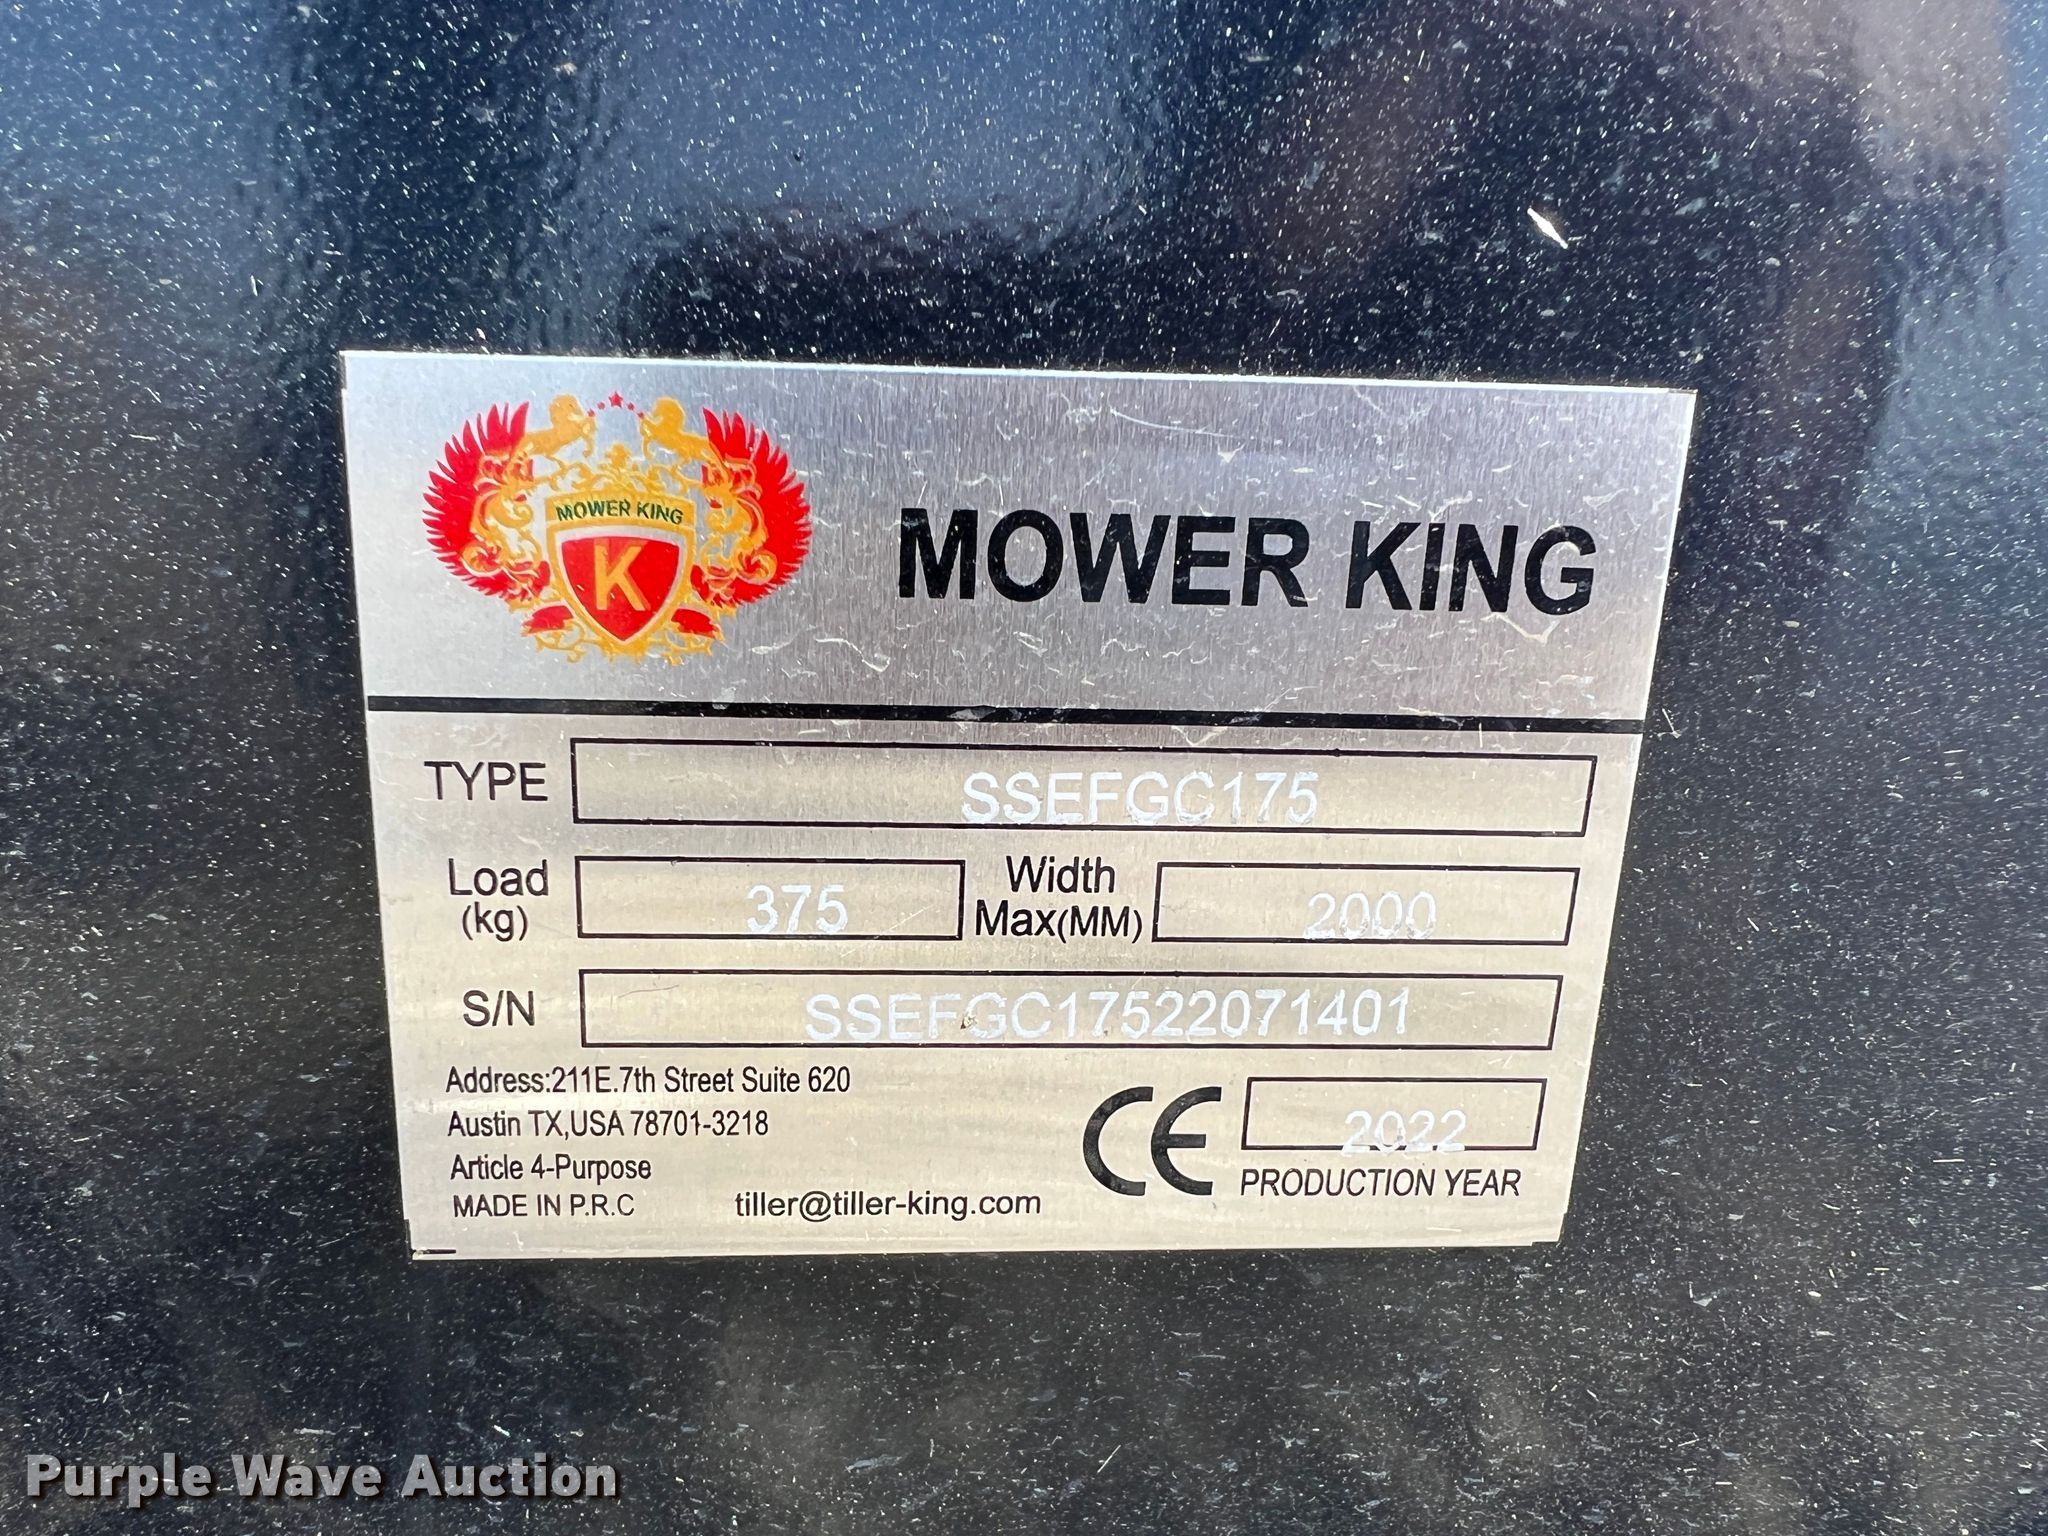 MOWER KING
K
MOWER KING
TYPE SSEFGC175
Load (kg) 375 Width Max(MM) 2000
S/N SSEFGC17522071401
Address:211E.7th Street Suite 620
Austin TX,USA 78701-3218
Article 4-Purpose
MADE IN P.R.C tiller@tiller-king.com
CE 2022
PRODUCTION YEAR
Purple Wave Auction